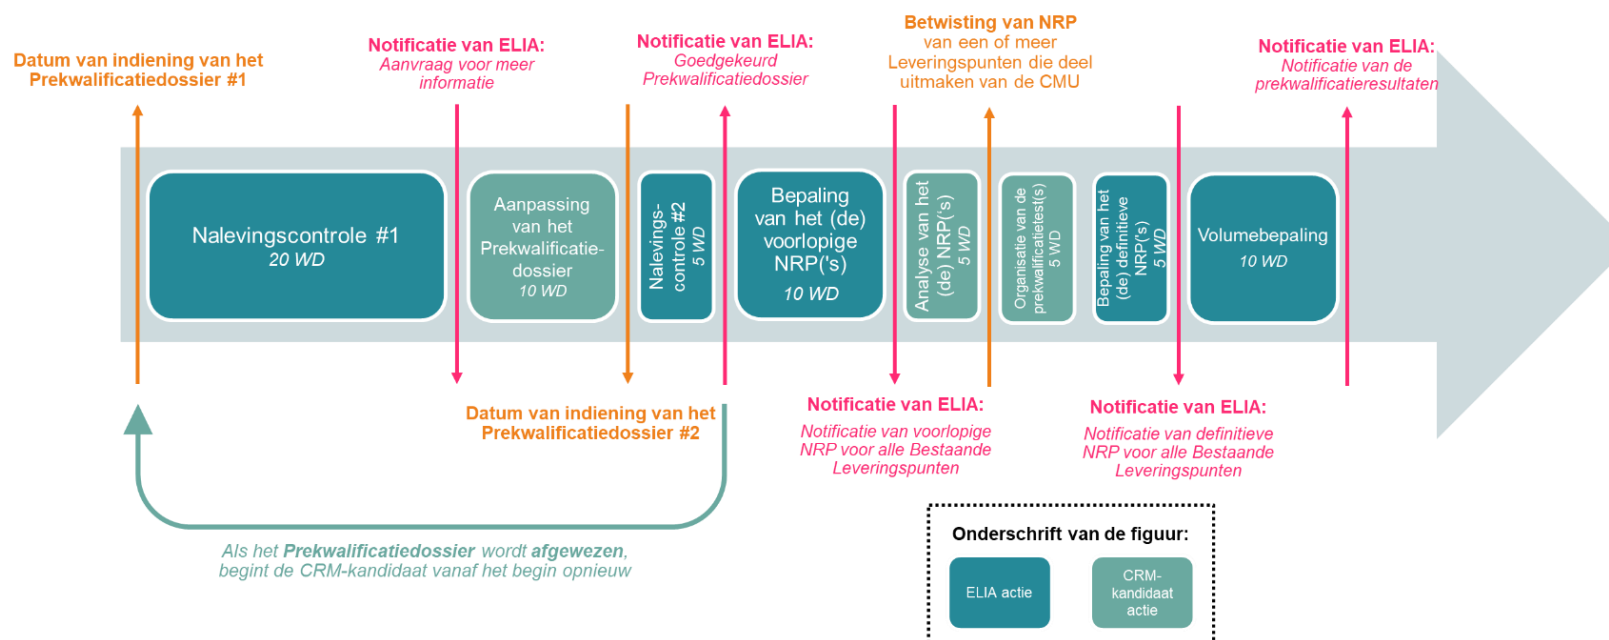 Datum van indiening van het
Prekwalificatiedossier #1
Notificatie van ELIA:
Aanvraag voor meer
informatie
Notificatie van ELIA:
Goedgekeurd
Prekwalificatiedossier
Betwisting van NRP
van een of meer
Leveringspunten die deel
uitmaken van de CMU
Notificatie van ELIA:
Notificatie van de
prekwalificatieresultaten
Nalevingscontrole #1
20 WD
Aanpassing
van het
Prekwalificatie-
dossier
10 WD
Nalevings-
controle #2
5 WD
Bepaling
van het (de)
voorlopige
NRP('s)
10 WD
Analyse van het
(de) NRP('s)
5 WD
Organisatie van de
prekwalificatietest(s)
5 WD
Bepaling van het
(de) definitieve
NRP('s)
5 WD
Volumebepaling
10 WD
Datum van indiening van het
Prekwalificatiedossier #2
Notificatie van ELIA:
Notificatie van voorlopige
NRP voor alle Bestaande
Leveringspunten
Notificatie van ELIA:
Notificatie van definitieve
NRP voor alle Bestaande
Leveringspunten
Als het Prekwalificatiedossier wordt afgewezen,
begint de CRM-kandidaat vanaf het begin opnieuw
Onderschrift van de figuur:
ELIA actie
CRM-
kandidaat
actie